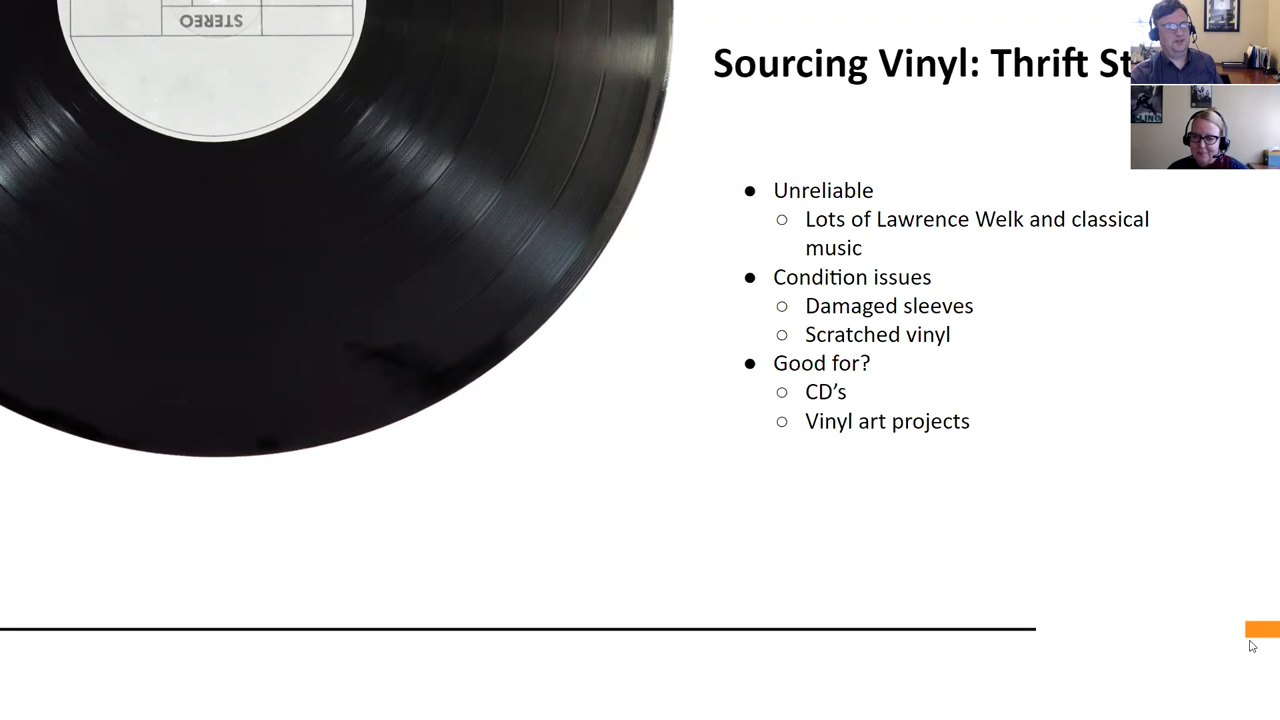 STEREO
Sourcing Vinyl: Thrift
● Unreliable
○ Lots of Lawrence Welk and classical
music
● Condition issues
○ Damaged sleeves
○ Scratched vinyl
● Good for?
○ CD’s
○ Vinyl art projects